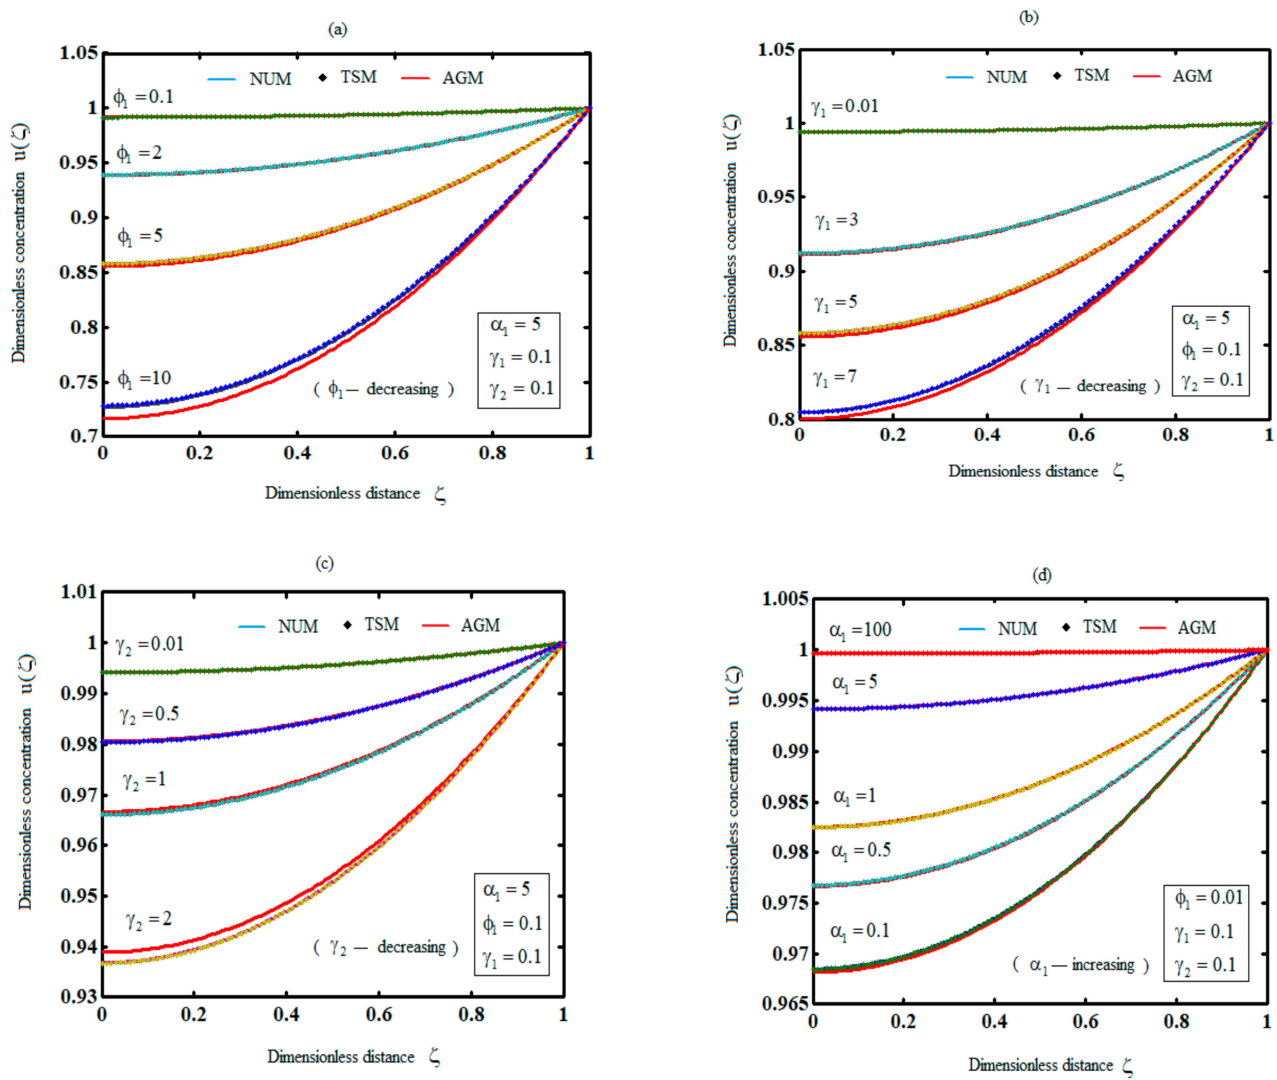 (a)
1.05
NUM TSM AGM
ϕ₁ = 0.1
1
ϕ₁ = 2
0.95
0.9
ϕ₁ = 5
0.85
0.8
α₁ = 5
γ₁ = 0.1
γ₂ = 0.1
ϕ₁ = 10
0.75
( ϕ₁ — decreasing )
0.7
0 0.2 0.4 0.6 0.8 1
Dimensionless distance ζ
Dimensionless concentration u(ζ)
(b)
1.05
NUM TSM AGM
γ₁ = 0.01
1
0.95
γ₁ = 3
0.9
γ₁ = 5
0.85
α₁ = 5
ϕ₁ = 0.1
γ₂ = 0.1
γ₁ = 7
( γ₁ — decreasing )
0.8
0 0.2 0.4 0.6 0.8 1
Dimensionless distance ζ
Dimensionless concentration u(ζ)
(c)
1.01
NUM TSM AGM
γ₂ = 0.01
1
0.99
γ₂ = 0.5
0.98
γ₂ = 1
0.97
0.96
0.95
α₁ = 5
ϕ₁ = 0.1
γ₁ = 0.1
γ₂ = 2
0.94
( γ₂ — decreasing )
0.93
0 0.2 0.4 0.6 0.8 1
Dimensionless distance ζ
Dimensionless concentration u(ζ)
(d)
1.005
α₁ = 100 NUM TSM AGM
1
α₁ = 5
0.995
0.99
α₁ = 1
0.985
α₁ = 0.5
0.98
0.975
ϕ₁ = 0.01
γ₁ = 0.1
γ₂ = 0.1
α₁ = 0.1
0.97
( α₁ — increasing )
0.965
0 0.2 0.4 0.6 0.8 1
Dimensionless distance ζ
Dimensionless concentration u(ζ)